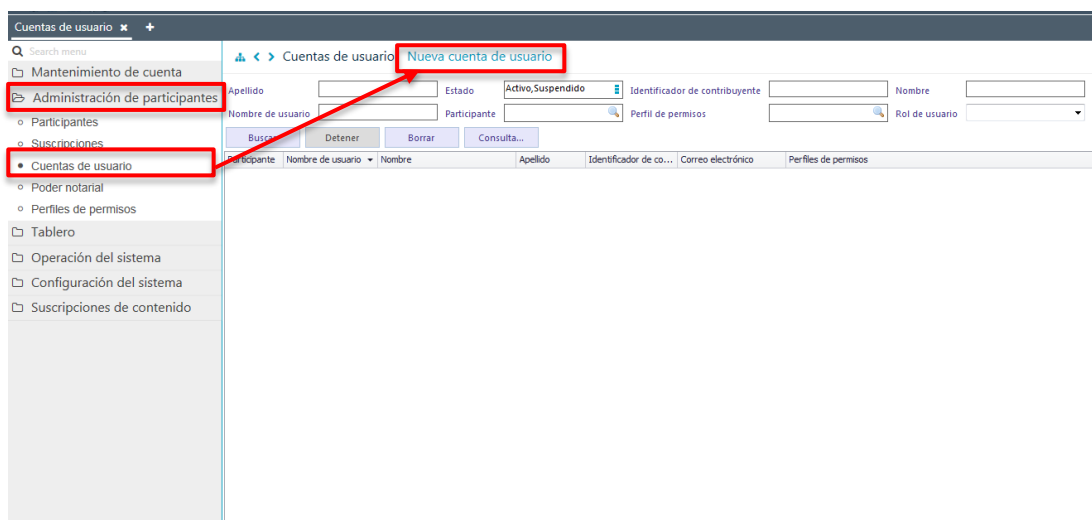 Cuentas de usuario
Search menu
Mantenimiento de cuenta
Administración de participantes
Participantes
Suscripciones
Cuentas de usuario
Poder notarial
Perfiles de permisos
Tablero
Operación del sistema
Configuración del sistema
Suscripciones de contenido
Cuentas de usuario Nueva cuenta de usuario
Apellido Estado Activo,Suspendido Identificador de contribuyente Nombre
Nombre de usuario Participante Perfil de permisos Rol de usuario
Buscar Detener Borrar Consulta...
Participante Nombre de usuario Nombre Apellido Identificador de co... Correo electrónico Perfiles de permisos